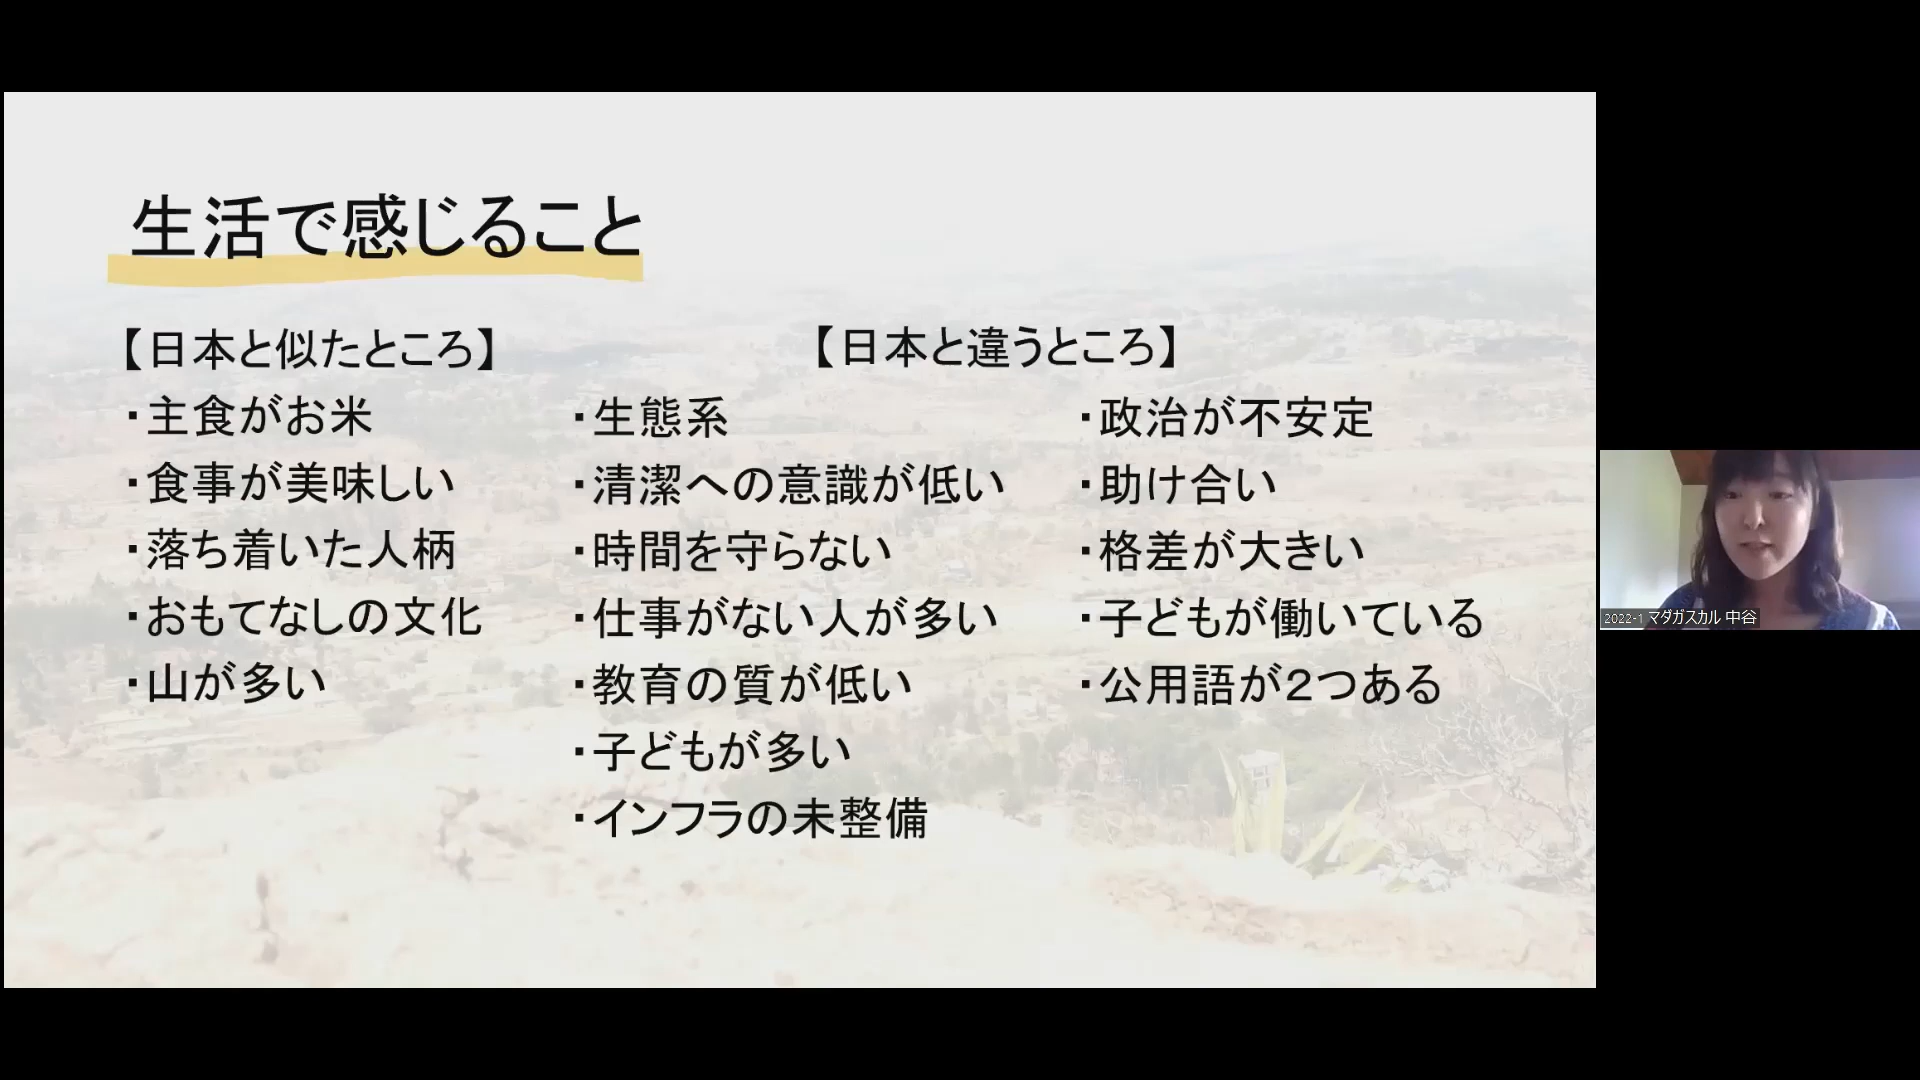 生活で感じること
【日本と似たところ】
・主食がお米
・食事が美味しい
・落ち着いた人柄
・おもてなしの文化
・山が多い
【日本と違うところ】
・生態系
・清潔への意識が低い
・時間を守らない
・仕事がない人が多い
・教育の質が低い
・子どもが多い
・インフラの未整備
・政治が不安定
・助け合い
・格差が大きい
・子どもが働いている
・公用語が2つある
2022-1 マダガスカル 中谷